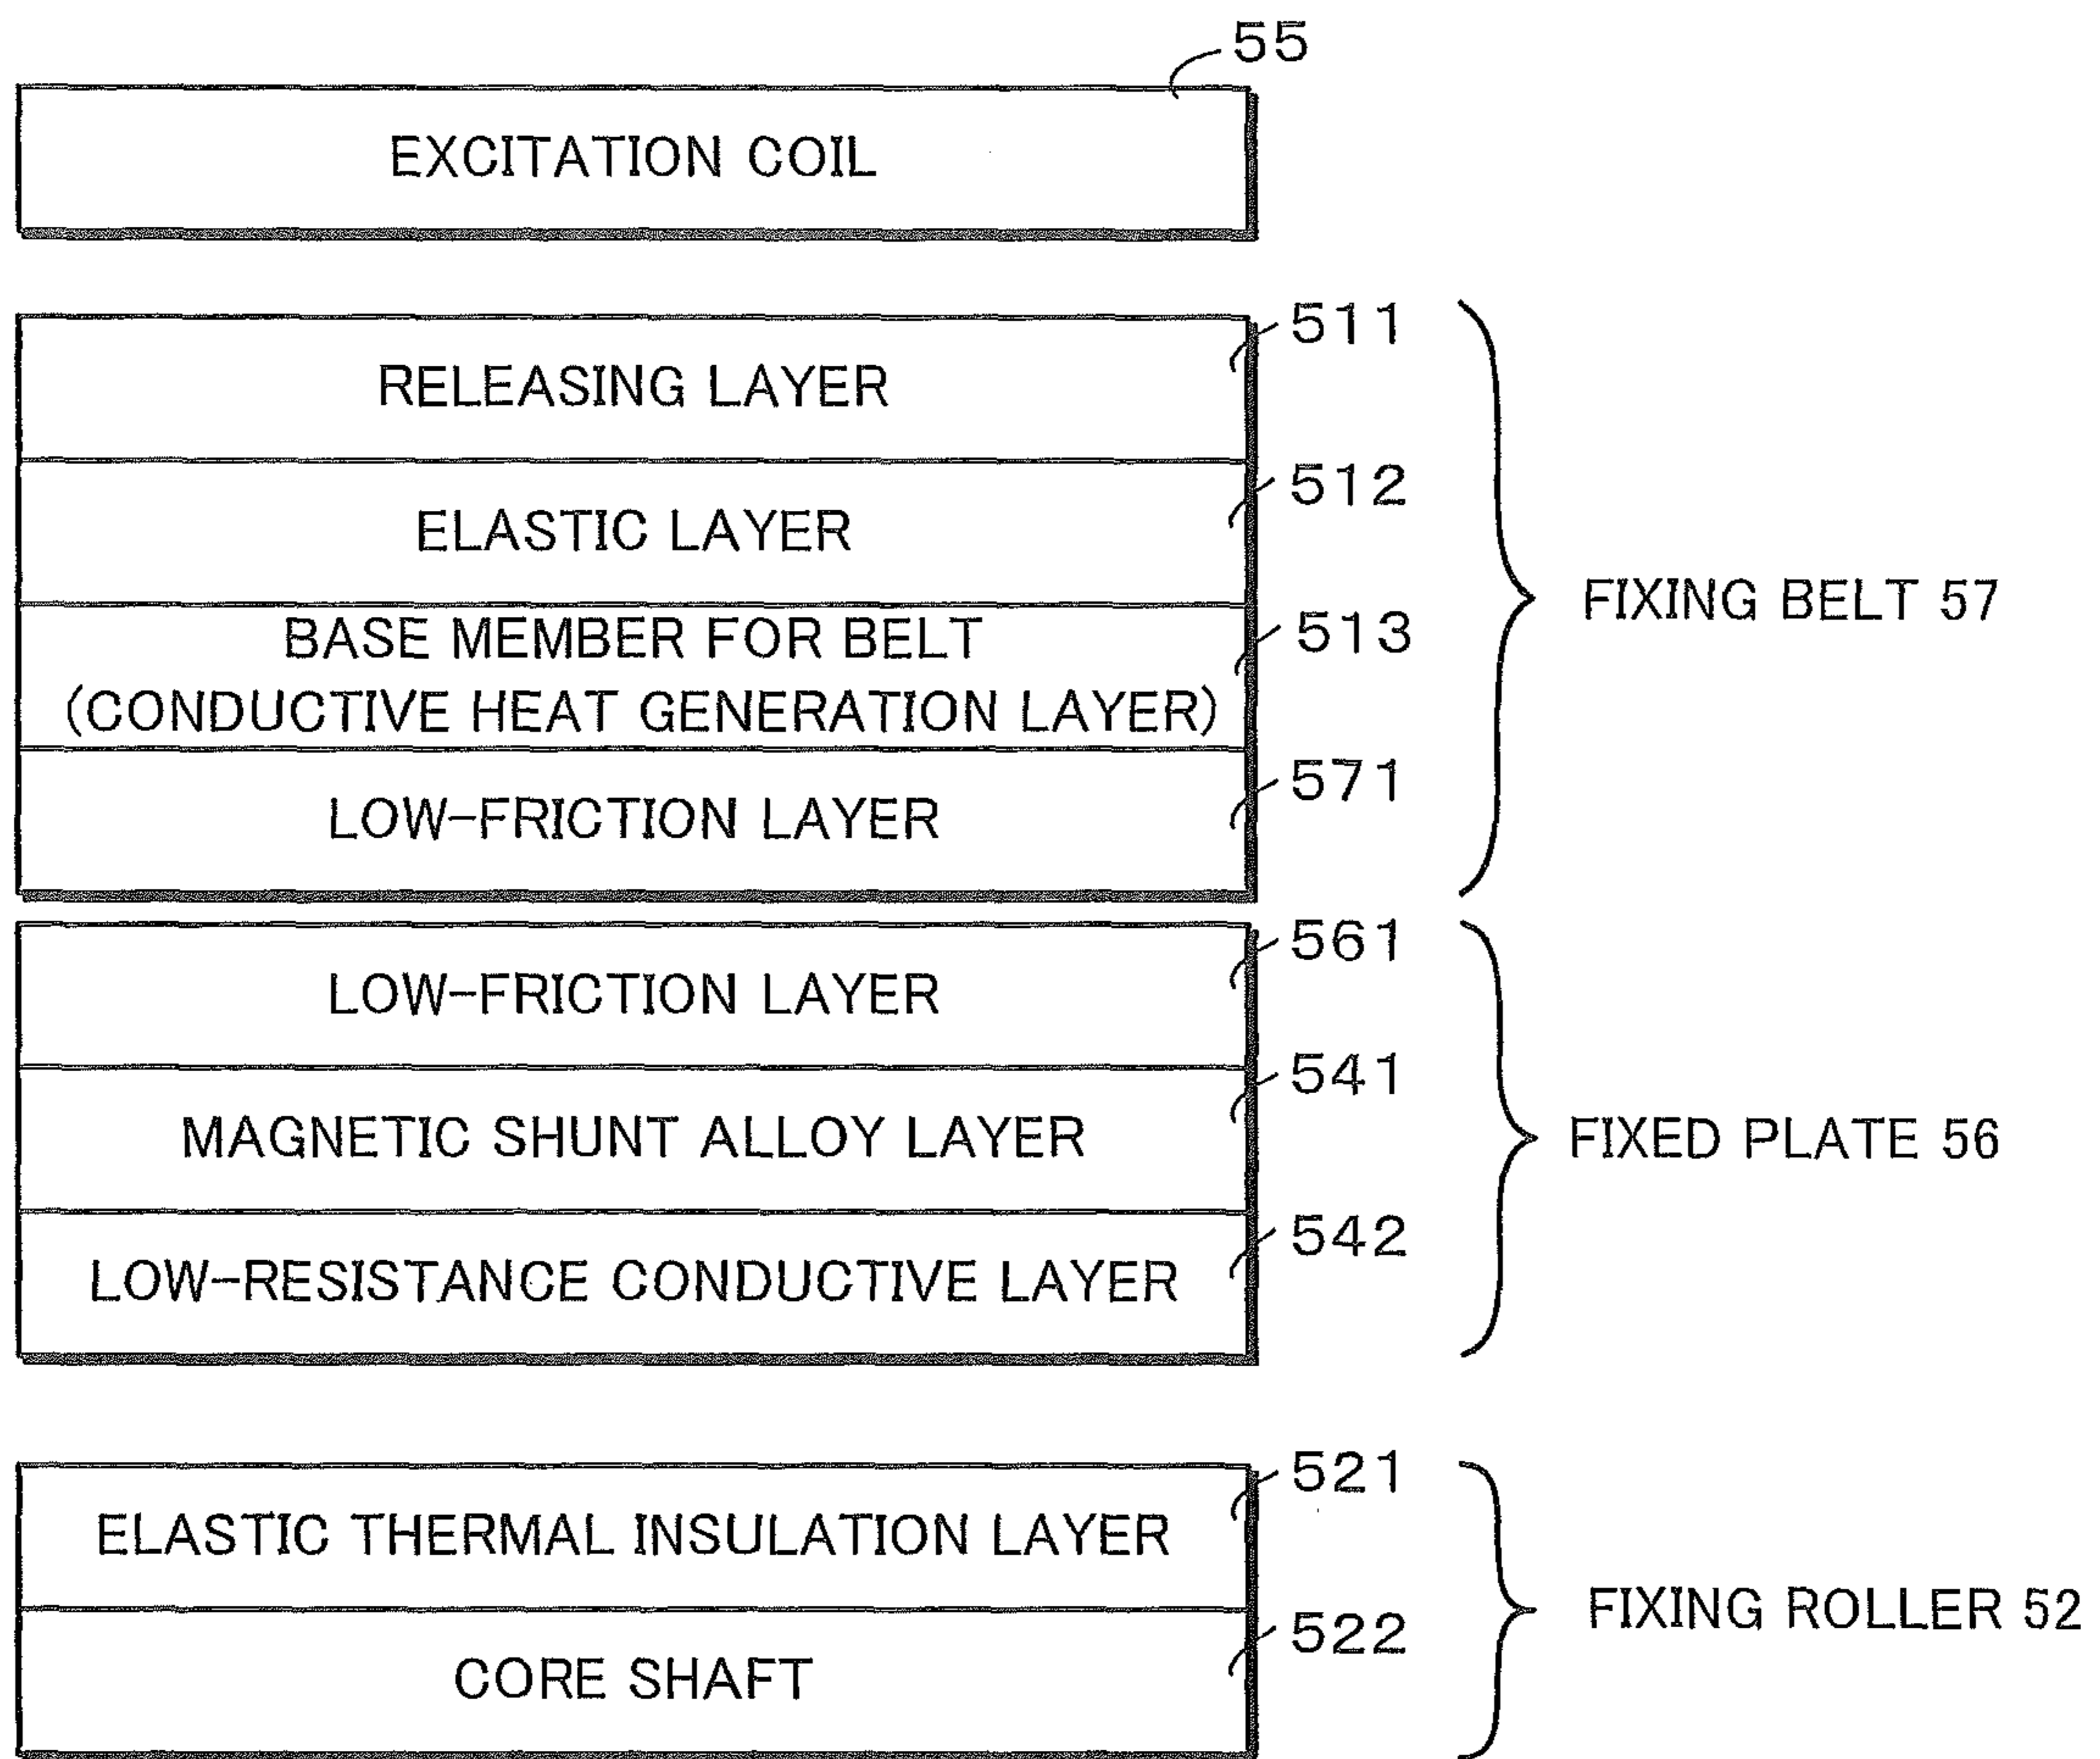 55
EXCITATION COIL
511
RELEASING LAYER
512
ELASTIC LAYER
513
BASE MEMBER FOR BELT
(CONDUCTIVE HEAT GENERATION LAYER)
FIXING BELT 57
571
LOW-FRICTION LAYER
561
LOW-FRICTION LAYER
541
MAGNETIC SHUNT ALLOY LAYER
FIXED PLATE 56
542
LOW-RESISTANCE CONDUCTIVE LAYER
521
ELASTIC THERMAL INSULATION LAYER
FIXING ROLLER 52
522
CORE SHAFT